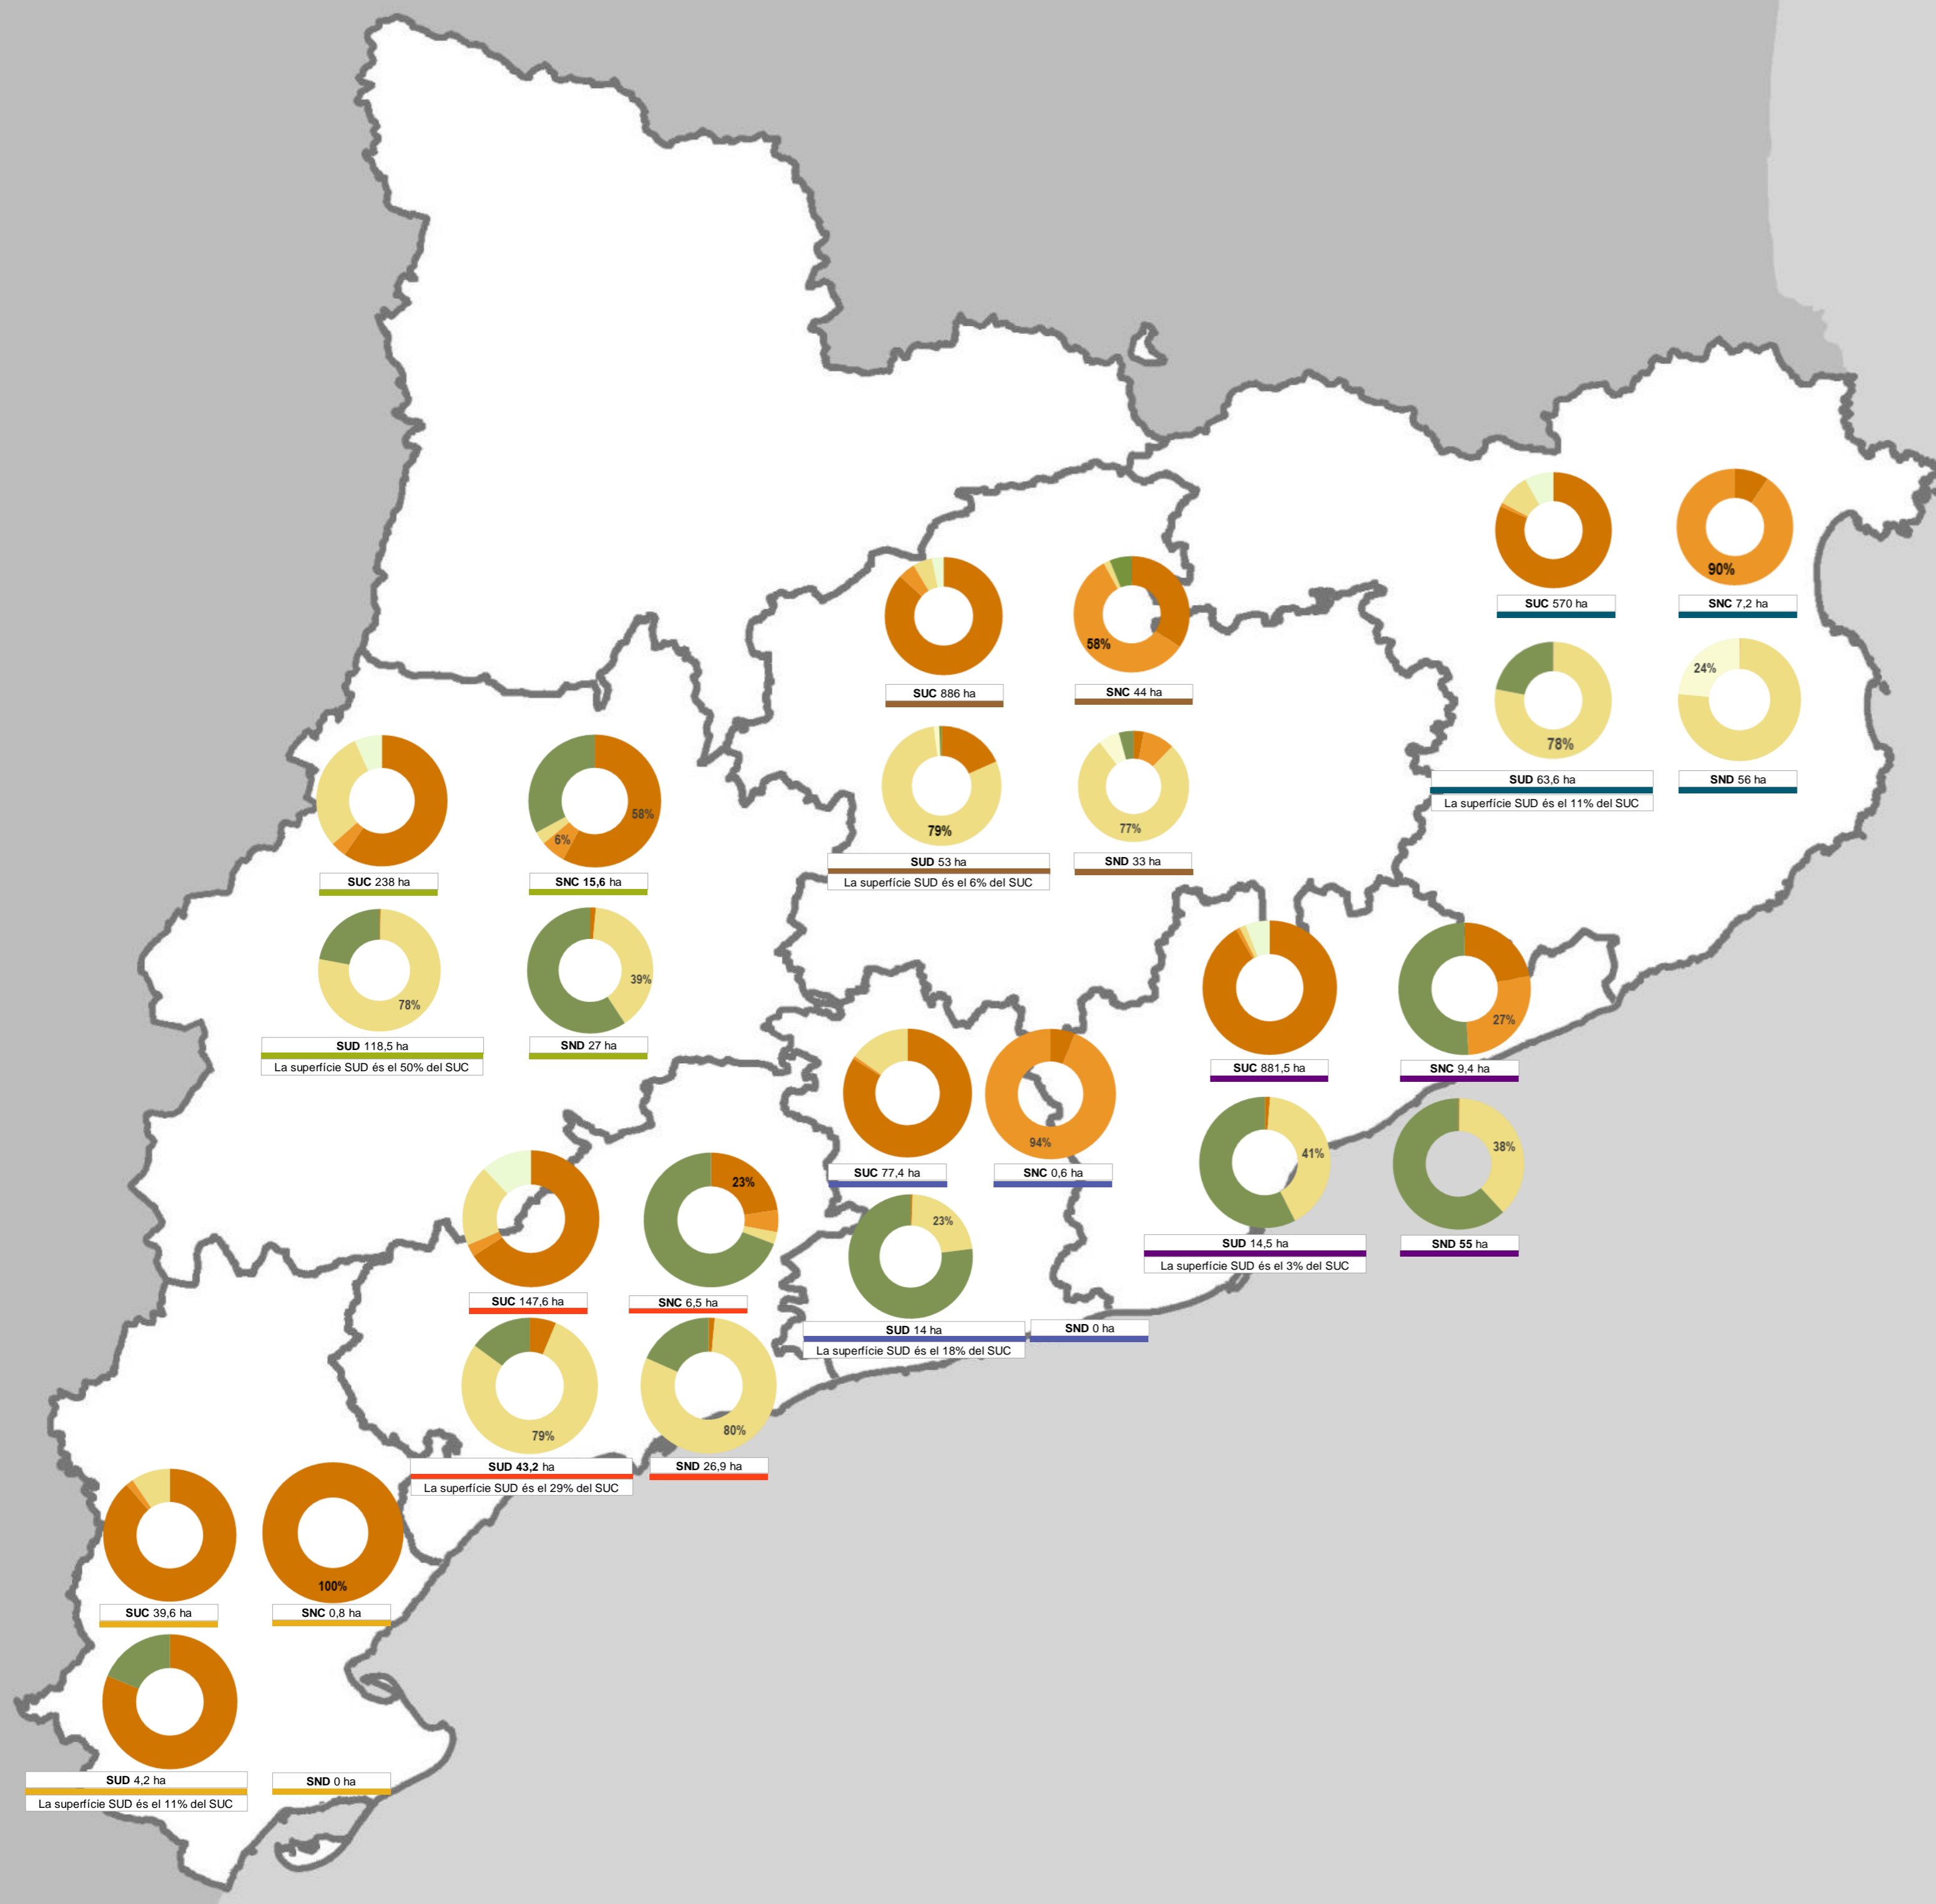 90%
SUC 570 ha
SNC 7,2 ha
24%
78%
SUD 63,6 ha
SND 56 ha
La superfície SUD és el 11% del SUC
58%
SUC 886 ha
SNC 44 ha
79%
77%
SUD 53 ha
SND 33 ha
La superfície SUD és el 6% del SUC
58%
6%
SUC 238 ha
SNC 15,6 ha
39%
78%
SUD 118,5 ha
SND 27 ha
La superfície SUD és el 50% del SUC
27%
SUC 881,5 ha
SNC 9,4 ha
41%
38%
SUD 14,5 ha
SND 55 ha
La superfície SUD és el 3% del SUC
94%
SUC 77,4 ha
SNC 0,6 ha
23%
SUD 14 ha
SND 0 ha
La superfície SUD és el 18% del SUC
23%
SUC 147,6 ha
SNC 6,5 ha
79%
80%
SUD 43,2 ha
SND 26,9 ha
La superfície SUD és el 29% del SUC
100%
SUC 39,6 ha
SNC 0,8 ha
SUD 4,2 ha
SND 0 ha
La superfície SUD és el 11% del SUC